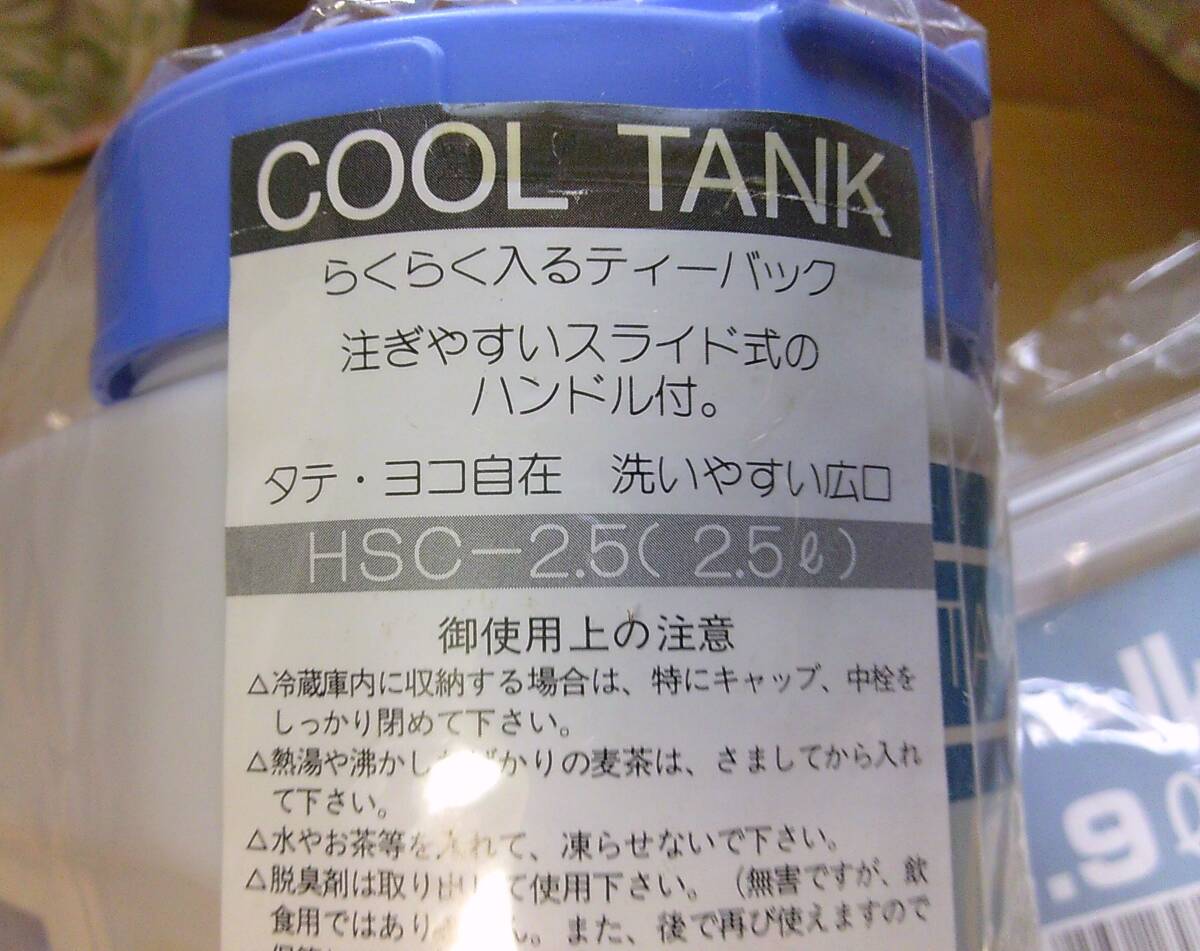 COOL TANK
らくらく入るティーバック
注ぎやすいスライド式の
ハンドル付。
タテ・ヨコ自在　洗いやすい広口
HSC-2.5( 2.5ℓ)
御使用上の注意
△冷蔵庫内に収納する場合は、特にキャップ、中栓を
しっかり閉めて下さい。
△熱湯や沸かし かりの麦茶は、さましてから入れ
て下さい。
△水やお茶等を入れて、凍らせないで下さい。
△脱臭剤は取り出して使用下さい。（無害ですが、飲
食用ではあり ん。また、後で再び使えますので
TA
.9ℓ